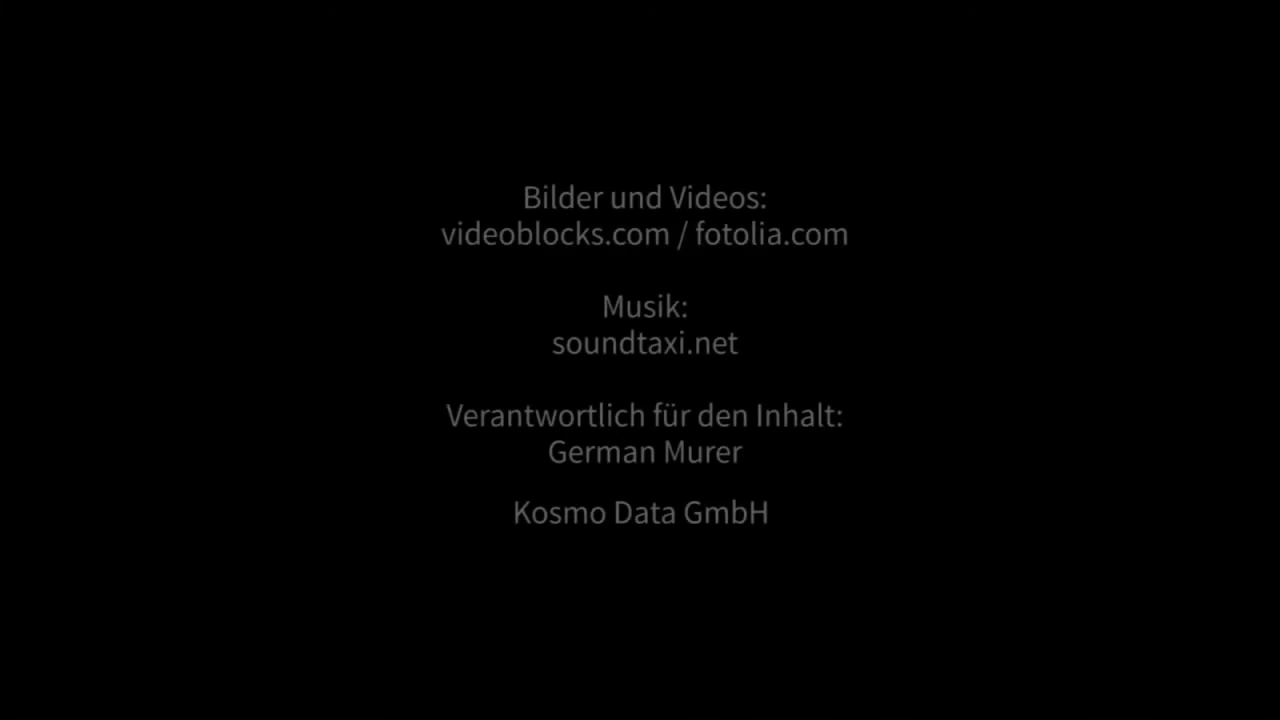 Bilder und Videos:
videoblocks.com / fotolia.com
Musik:
soundtaxi.net
Verantwortlich für den Inhalt:
German Murer
Kosmo Data GmbH